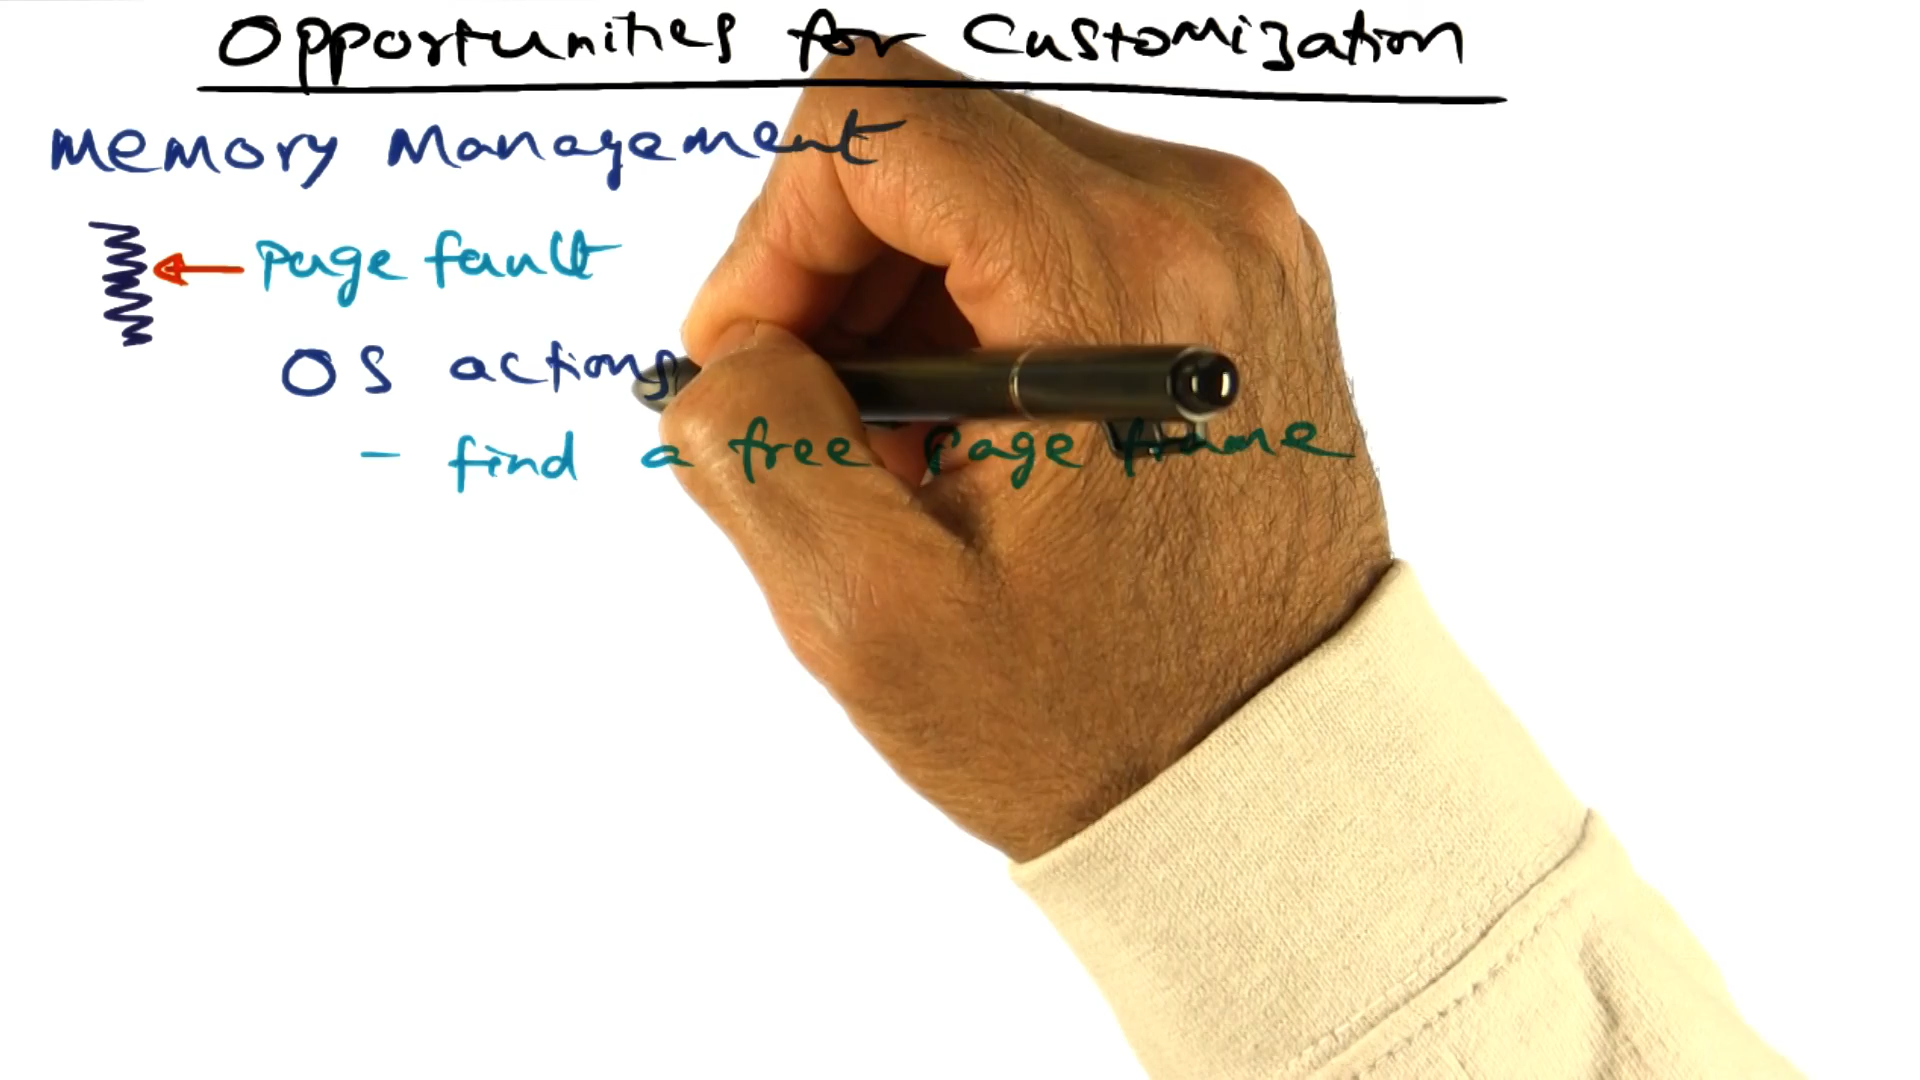 Opportunities for Customization
Memory Management
page fault
OS actions
- find a free page frame